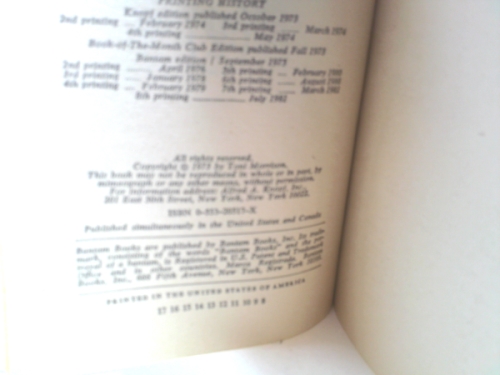 PRINTING HISTORY
Knopf edition published October 1973
2nd printing ... February 1974 3rd printing ... March 1974
4th printing ........ May 1974
Book-of-The-Month Club Edition published Fall 1973
Bantam edition / September 1975
2nd printing ...... April 1976 5th printing ... February 1980
3rd printing ...... January 1978 6th printing ...... August 1980
4th printing ...... February 1979 7th printing ...... March 1981
8th printing ............ July 1982
All rights reserved.
Copyright © 1973 by Toni Morrison.
This book may not be reproduced in whole or in part, by
mimeograph or any other means, without permission.
For information address: Alfred A. Knopf, Inc.
201 East 50th Street, New York, New York 10022.
ISBN
Published simultaneously in the United States and Canada
Bantam Books are published by Bantam Books, Inc. Its trade-
mark, consisting of the words "Bantam Books" and the por-
trayal of a bantam, is Registered in U.S. Patent and Trademark
Office and in other countries. Marca Registrada. Bantam
Books, Inc., 666 Fifth Avenue, New York, New York
PRINTED IN THE UNITED STATES OF AMERICA
17 16 15 14 13 12 11 10 9 8